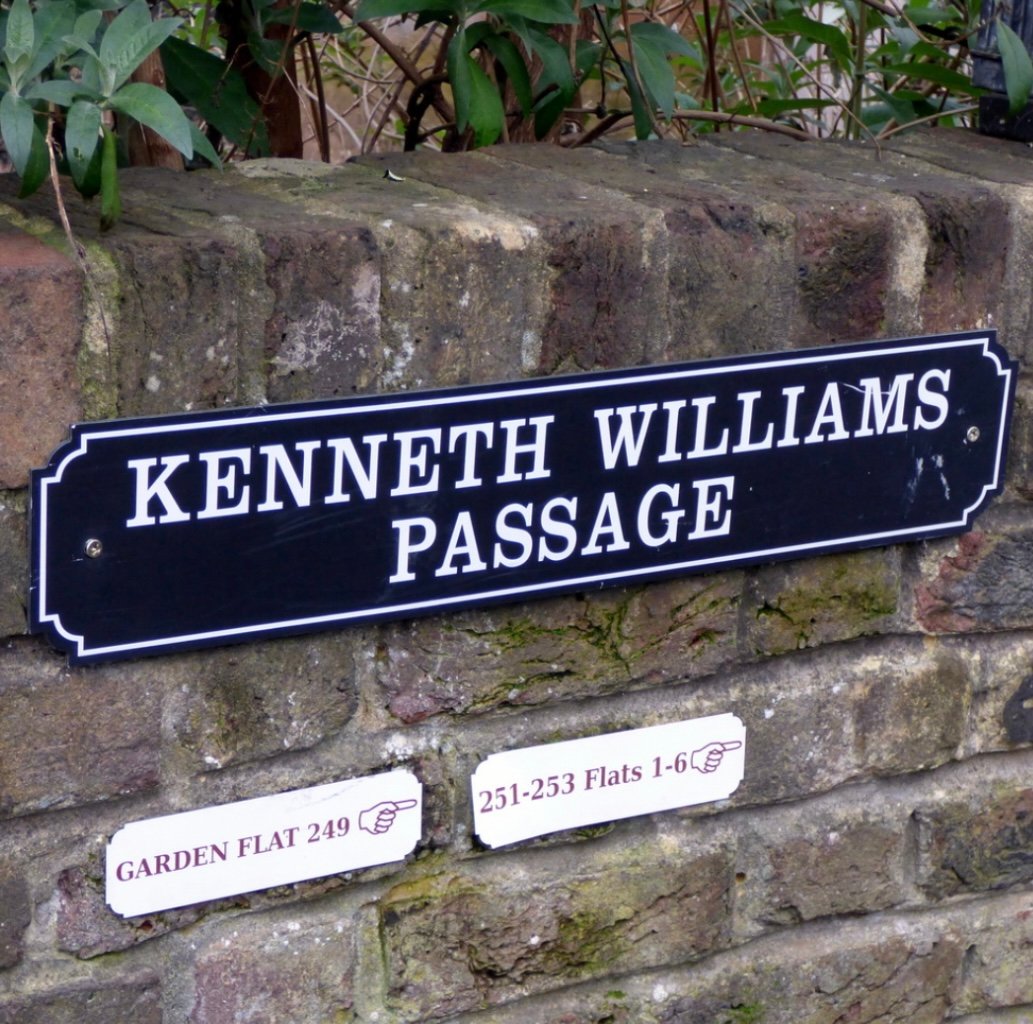 KENNETH WILLIAMS
PASSAGE
GARDEN FLAT 249
251-253 Flats 1-6